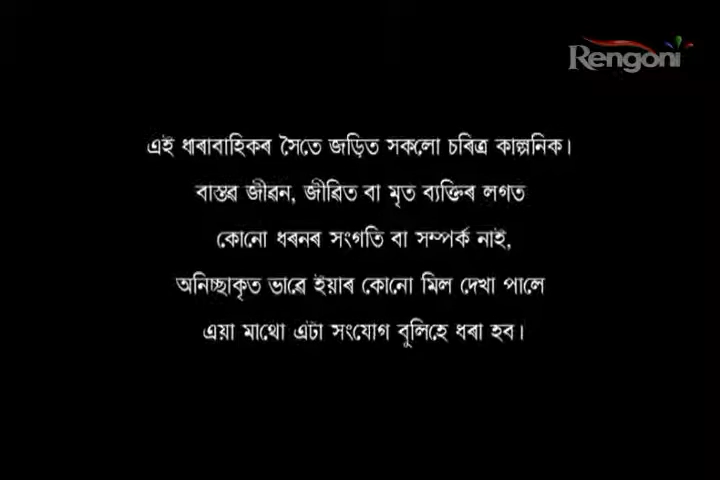 Rengoni
এই ধাৰাবাহিকৰ সৈতে জড়িত সকলো চৰিত্ৰ কাল্পনিক।
বাস্তৱ জীৱন, জীৱিত বা মৃত ব্যক্তিৰ লগত
কোনো ধৰনৰ সংগতি বা সম্পৰ্ক নাই,
অনিচ্ছাকৃত ভাৱে ইয়াৰ কোনো মিল দেখা পালে
এয়া মাথো এটা সংযোগ বুলিহে ধৰা হব।